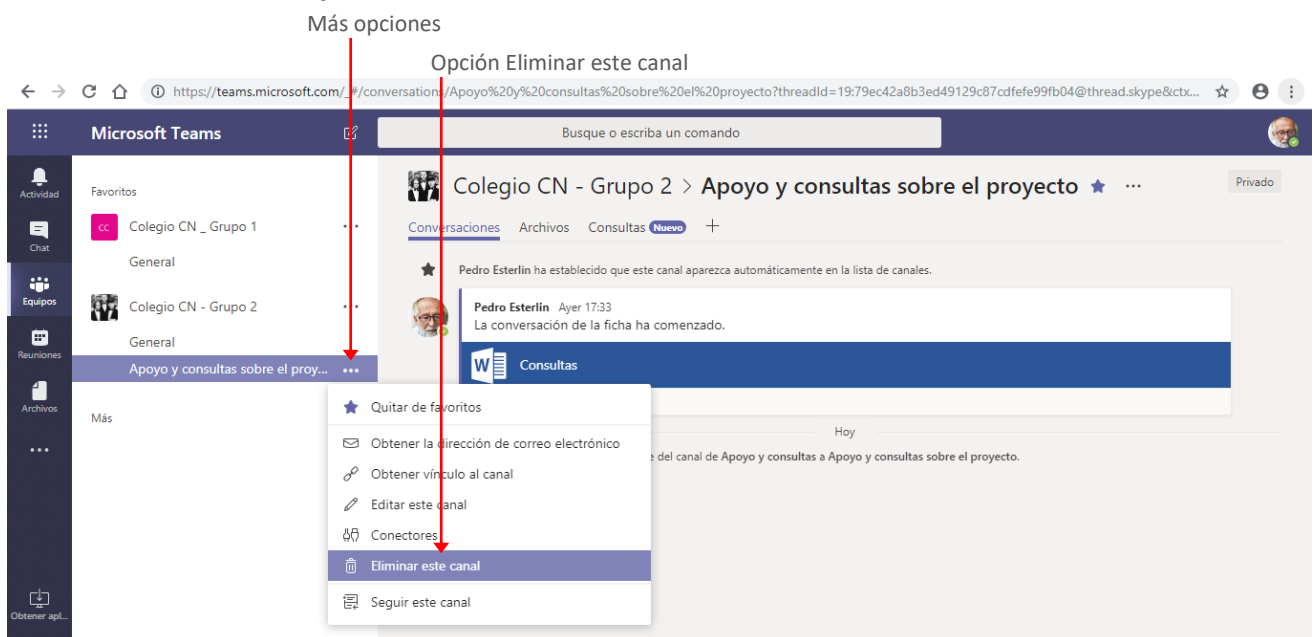 Más opciones
Opción Eliminar este canal
https://teams.microsoft.com/_#/conversations/Apoyo%20y%20consultas%20sobre%20el%20proyecto?threadId=19:79ec42a8b3ed49129c87cdfefe99fb04@thread.skype&ctx...
Microsoft Teams
Busque o escriba un comando
Actividad
Chat
Equipos
Reuniones
Archivos
Obtener apl...
Favoritos
CC
Colegio CN _ Grupo 1
General
Colegio CN - Grupo 2
General
Apoyo y consultas sobre el proy...
Más
Colegio CN - Grupo 2 > Apoyo y consultas sobre el proyecto
Privado
Conversaciones Archivos Consultas Nuevo
Pedro Esterlin ha establecido que este canal aparezca automáticamente en la lista de canales.
Pedro Esterlin Ayer 17:33
La conversación de la ficha ha comenzado.
W
Consultas
Hoy
del canal de Apoyo y consultas a Apoyo y consultas sobre el proyecto.
Quitar de favoritos
Obtener la dirección de correo electrónico
Obtener vínculo al canal
Editar este canal
Conectores
Eliminar este canal
Seguir este canal